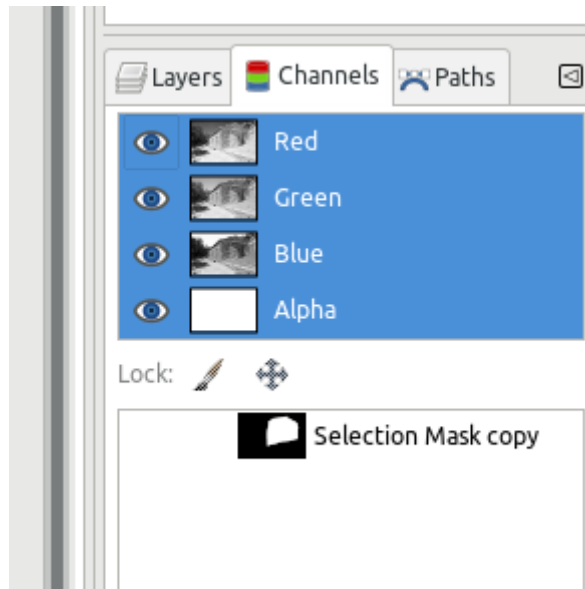 Layers Channels Paths
Red
Green
Blue
Alpha
Lock:
Selection Mask copy